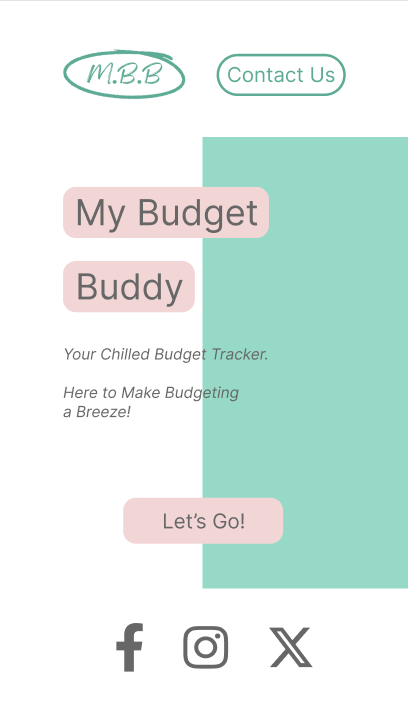 M.B.B
Contact Us
My Budget
Buddy
Your Chilled Budget Tracker.
Here to Make Budgeting
a Breeze!
Let’s Go!